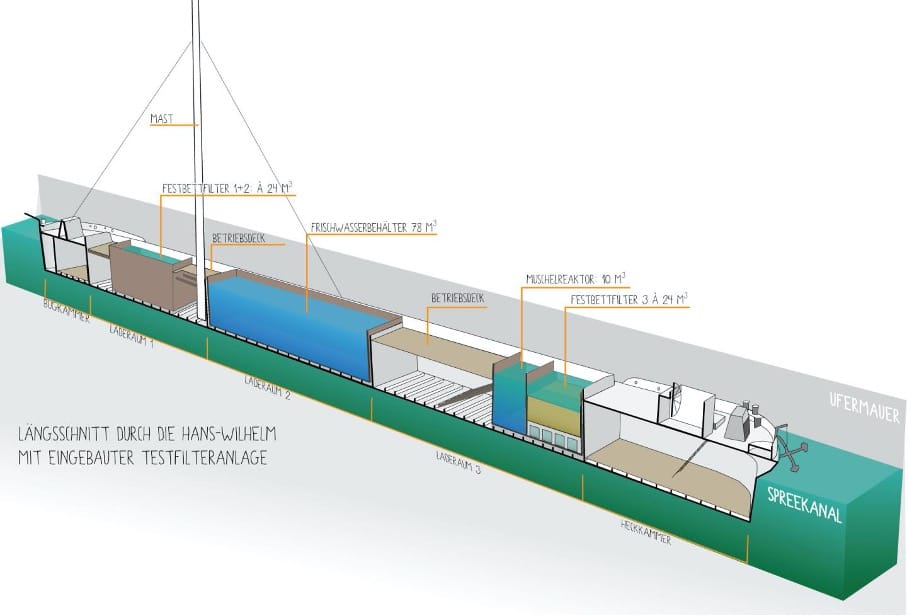 MAST
FESTBETTFILTER 1+2: À 24 M³
BETRIEBSDECK
FRISCHWASSERBEHÄLTER 78 M³
BETRIEBSDECK
MUSCHELREAKTOR: 10 M³
FESTBETTFILTER 3 À 24 M³
BUGKAMMER
LADERAUM 1
LADERAUM 2
LADERAUM 3
HECKKAMMER
UFERMAUER
SPREEKANAL
LÄNGSSCHNITT DURCH DIE HANS-WILHELM
MIT EINGEBAUTER TESTFILTERANLAGE